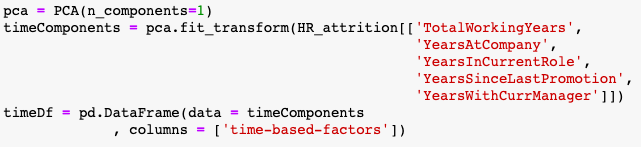 pca = PCA(n_components=1)
timeComponents = pca.fit_transform(HR_attrition[['TotalWorkingYears',
                                                 'YearsAtCompany',
                                                 'YearsInCurrentRole',
                                                 'YearsSinceLastPromotion',
                                                 'YearsWithCurrManager']])
timeDf = pd.DataFrame(data = timeComponents
             , columns = ['time-based-factors'])